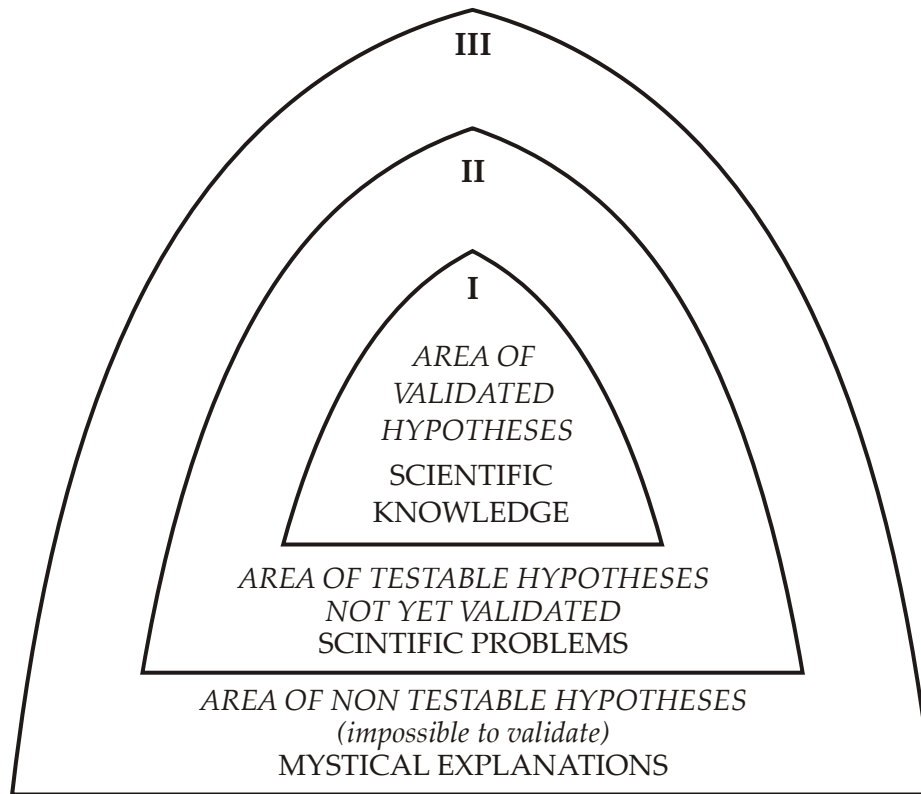 III
II
I
AREA OF
VALIDATED
HYPOTHESES
SCIENTIFIC
KNOWLEDGE
AREA OF TESTABLE HYPOTHESES
NOT YET VALIDATED
SCINTIFIC PROBLEMS
AREA OF NON TESTABLE HYPOTHESES
(impossible to validate)
MYSTICAL EXPLANATIONS